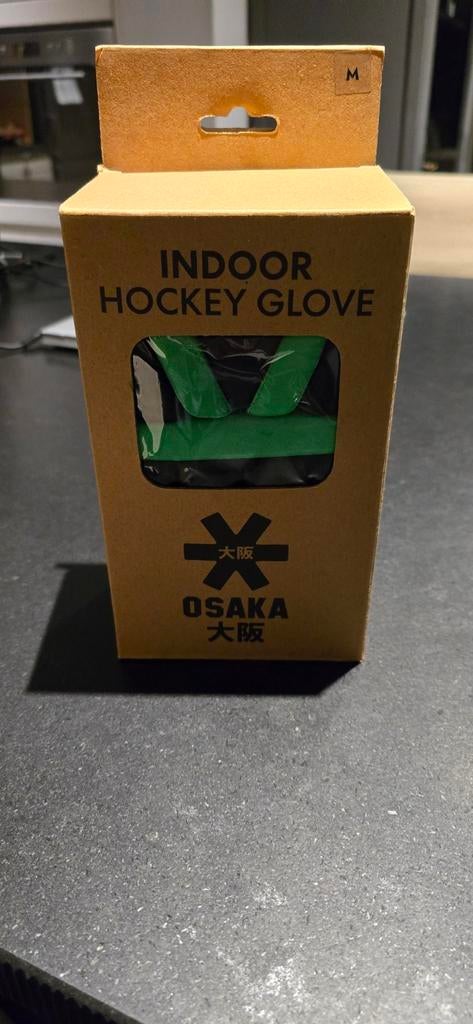 M
INDOOR
HOCKEY GLOVE
大阪
OSAKA
大阪